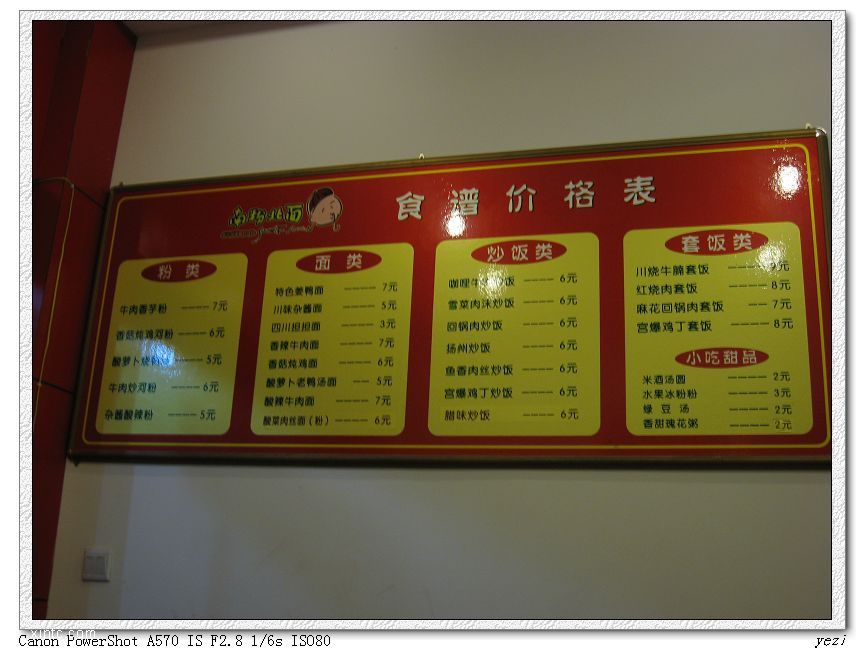 食谱价格表
粉类
牛肉香芋粉 ---- 7元
香菇炖鸡河粉 ---- 6元
酸萝卜烧 ---- 5元
牛肉炒河粉 ---- 6元
杂酱酸辣粉 ---- 5元
面类
特色姜鸭面 ---- 7元
川味杂酱面 ---- 5元
四川担担面 ---- 3元
香辣牛肉面 ---- 7元
香菇炖鸡面 ---- 6元
酸萝卜老鸭汤面 --- 5元
酸辣牛肉面 ---- 7元
酸菜肉丝面(粉) ---- 6元
炒饭类
咖哩牛饭 ---- 6元
雪菜肉沫炒饭 ---- 6元
回锅肉炒饭 ---- 6元
扬州炒饭 ---- 6元
鱼香肉丝炒饭 ---- 6元
宫爆鸡丁炒饭 ---- 6元
腊味炒饭 ---- 6元
套饭类
川烧牛腩套饭 ---- 9元
红烧肉套饭 ---- 8元
麻花回锅肉套饭 -- 7元
宫爆鸡丁套饭 ---- 8元
小吃甜品
米酒汤圆 ---- 2元
水果冰粉粉 ---- 3元
绿豆汤 ---- 2元
香甜瑰花粥 ---- 2元
Canon PowerShot A570 IS F2.8 1/6s ISO80
yezi